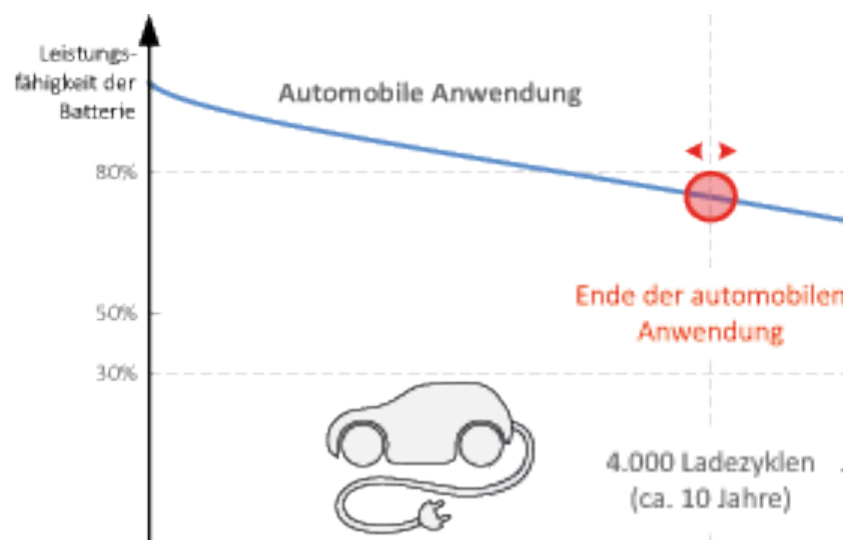 Leistungs-
fähigkeit der
Batterie
Automobile Anwendung
80%
Ende der automobilen
Anwendung
50%
30%
4.000 Ladezyklen
(ca. 10 Jahre)